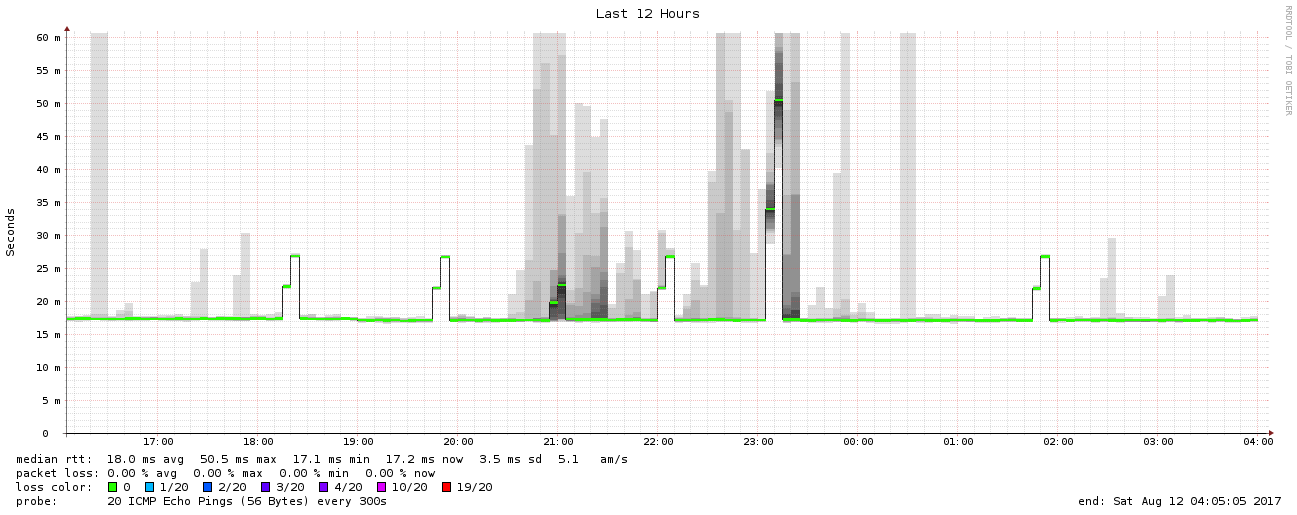 Last 12 Hours
RRDTOOL / TOBI OETIKER
Seconds
60 m
55 m
50 m
45 m
40 m
35 m
30 m
25 m
20 m
15 m
10 m
5 m
0
17:00 18:00 19:00 20:00 21:00 22:00 23:00 00:00 01:00 02:00 03:00 04:00
median rtt: 18.0 ms avg 50.5 ms max 17.1 ms min 17.2 ms now 3.5 ms sd 5.1 am/s
packet loss: 0.00 % avg 0.00 % max 0.00 % min 0.00 % now
loss color: 0 1/20 2/20 3/20 4/20 10/20 19/20
probe: 20 ICMP Echo Pings (56 Bytes) every 300s end: Sat Aug 12 04:05:05 2017